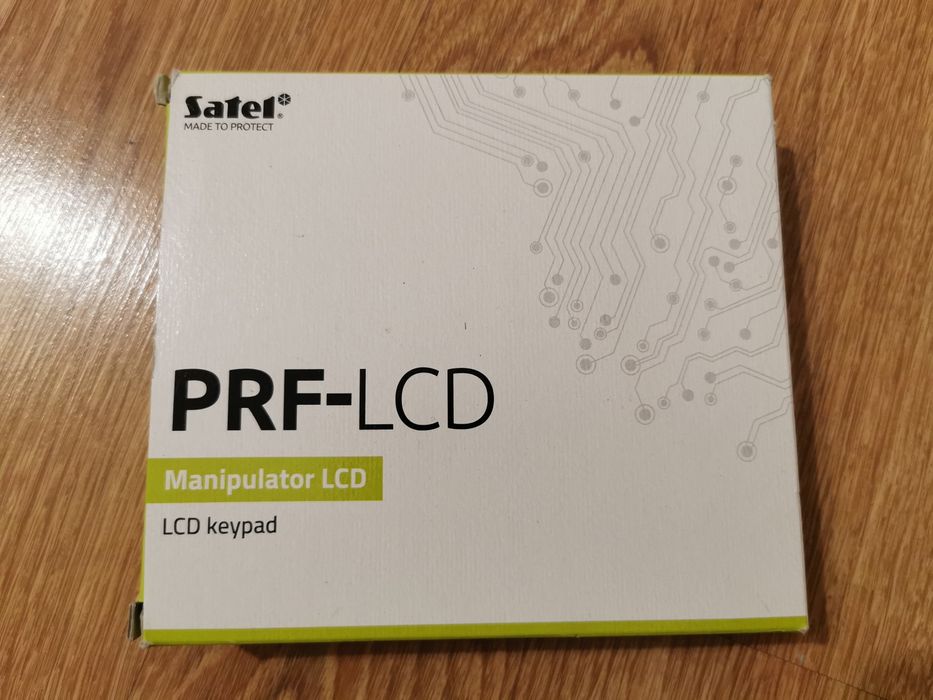 Satel®
MADE TO PROTECT
PRF-LCD
Manipulator LCD
LCD keypad